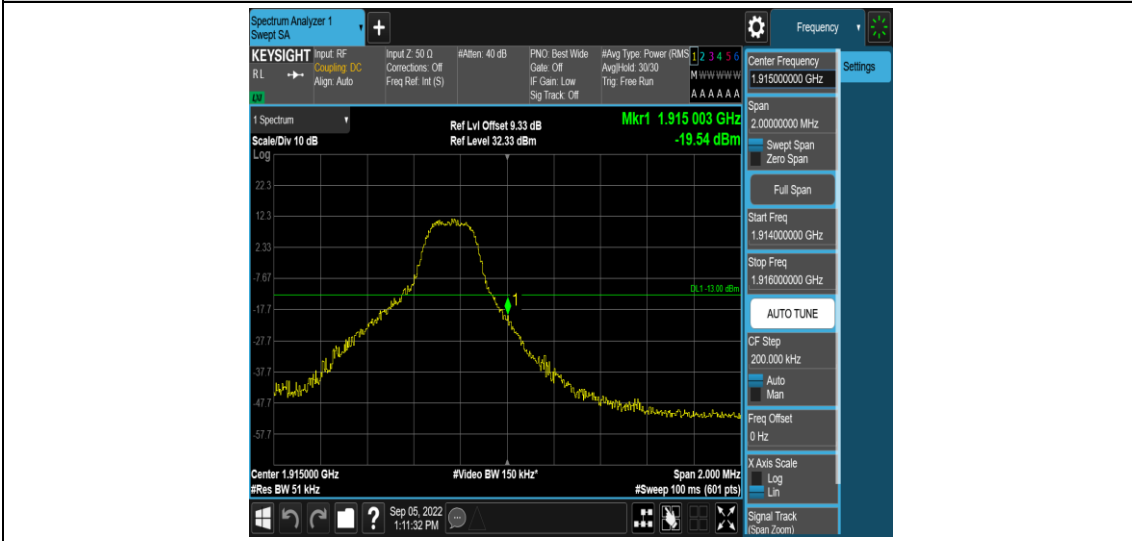 Spectrum Analyzer 1
Swept SA
+
Frequency
KEYSIGHT
RL
Input: RF
Coupling: DC
Align: Auto
Input Z: 50 Ω
Corrections: Off
Freq Ref: Int (S)
#Atten: 40 dB
PNO: Best Wide
Gate: Off
IF Gain: Low
Sig Track: Off
#Avg Type: Power (RMS
Avg|Hold: 30/30
Trig: Free Run
1 2 3 4 5 6
M W W W W W
A A A A A A
1 Spectrum
Scale/Div 10 dB
Log
Ref Lvl Offset 9.33 dB
Ref Level 32.33 dBm
Mkr1 1.915 003 GHz
-19.54 dBm
22.3
12.3
2.33
-7.67
-17.7
-27.7
-37.7
-47.7
-57.7
DL1 -13.00 dBm
1
Center 1.915000 GHz
#Res BW 51 kHz
#Video BW 150 kHz*
Span 2.000 MHz
#Sweep 100 ms (601 pts)
?
Sep 05, 2022
1:11:32 PM
Center Frequency
1.915000000 GHz
Settings
Span
2.00000000 MHz
Swept Span
Zero Span
Full Span
Start Freq
1.914000000 GHz
Stop Freq
1.916000000 GHz
AUTO TUNE
CF Step
200.000 kHz
Auto
Man
Freq Offset
0 Hz
X Axis Scale
Log
Lin
Signal Track
(Span Zoom)